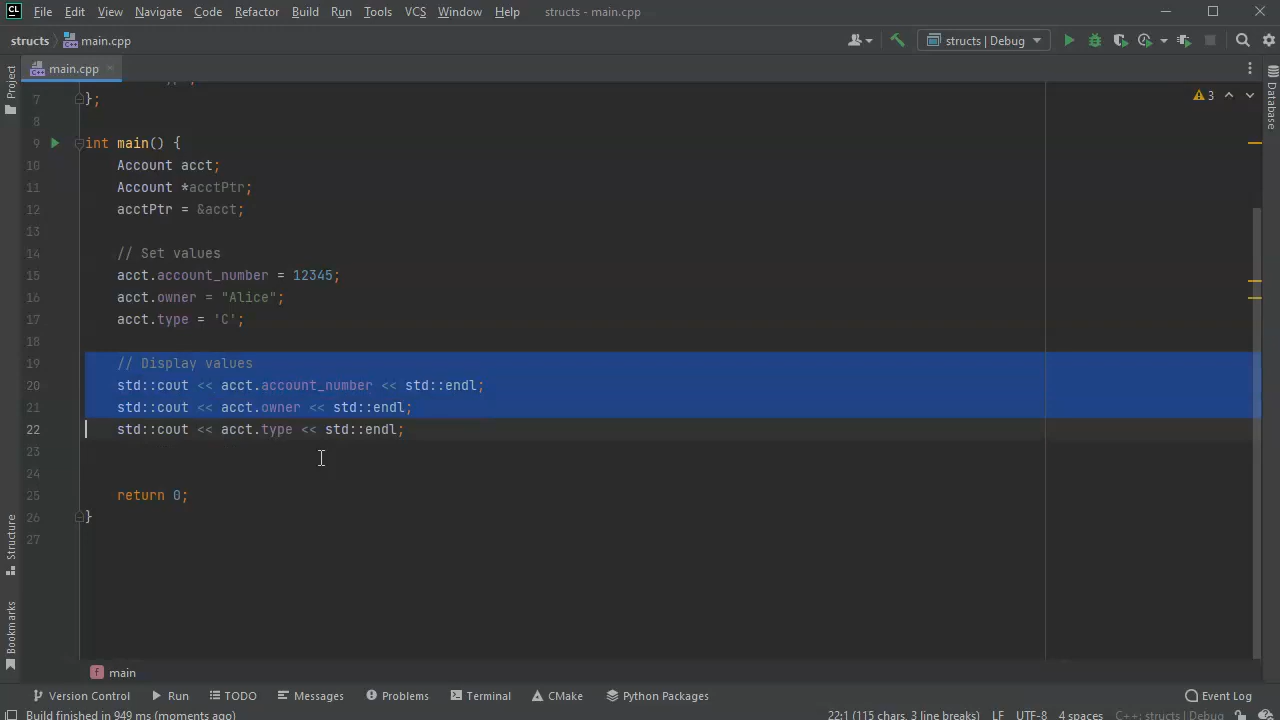 CL File Edit View Navigate Code Refactor Build Run Tools VCS Window Help structs - main.cpp
structs main.cpp structs | Debug
main.cpp
Project
Database
3
7 };
8
9 int main() {
10 Account acct;
11 Account *acctPtr;
12 acctPtr = &acct;
13
14 // Set values
15 acct.account_number = 12345;
16 acct.owner = "Alice";
17 acct.type = 'C';
18
19 // Display values
20 std::cout << acct.account_number << std::endl;
21 std::cout << acct.owner << std::endl;
22 std::cout << acct.type << std::endl;
23
24
25 return 0;
26 }
27
Structure
Bookmarks
f main
Version Control Run TODO Messages Problems Terminal CMake Python Packages Event Log
Build finished in 949 ms (moments ago) 22:1 (115 chars, 3 line breaks) LF UTF-8 4 spaces C++: structs | Debug